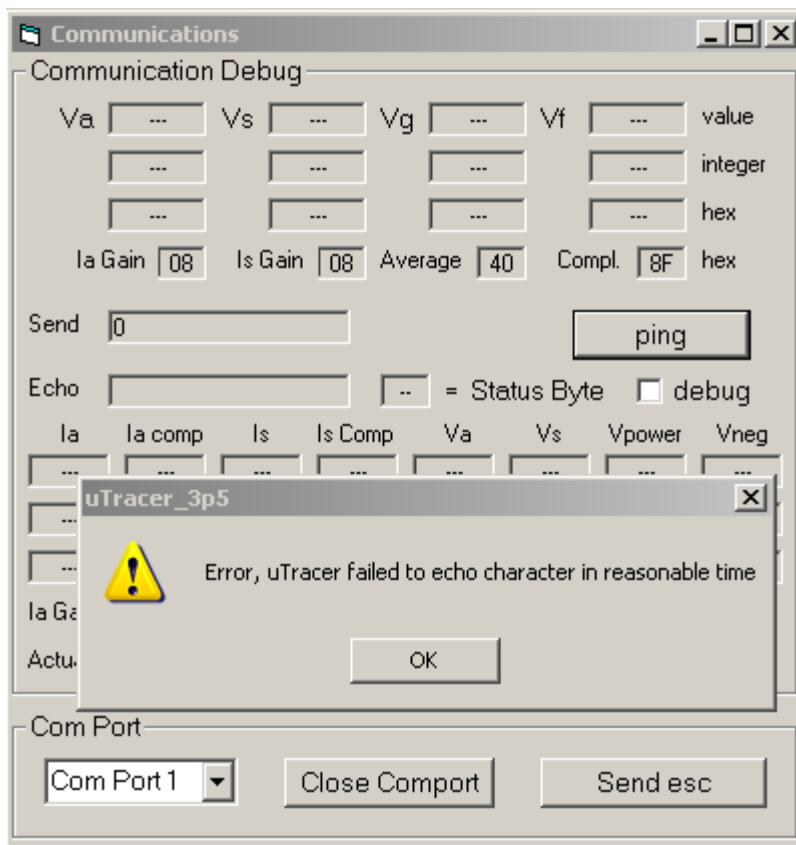 Communications
Communication Debug
Va --- Vs --- Vg --- Vf --- value
--- --- --- --- integer
--- --- --- --- hex
Ia Gain 08 Is Gain 08 Average 40 Compl. 8F hex
Send 0 ping
Echo -- = Status Byte debug
Ia Ia comp Is Is Comp Va Vs Vpower Vneg
--- --- --- --- --- --- --- ---
uTracer_3p5
Error, uTracer failed to echo character in reasonable time
OK
Ia Ga
Actu
Com Port
Com Port 1 Close Comport Send esc